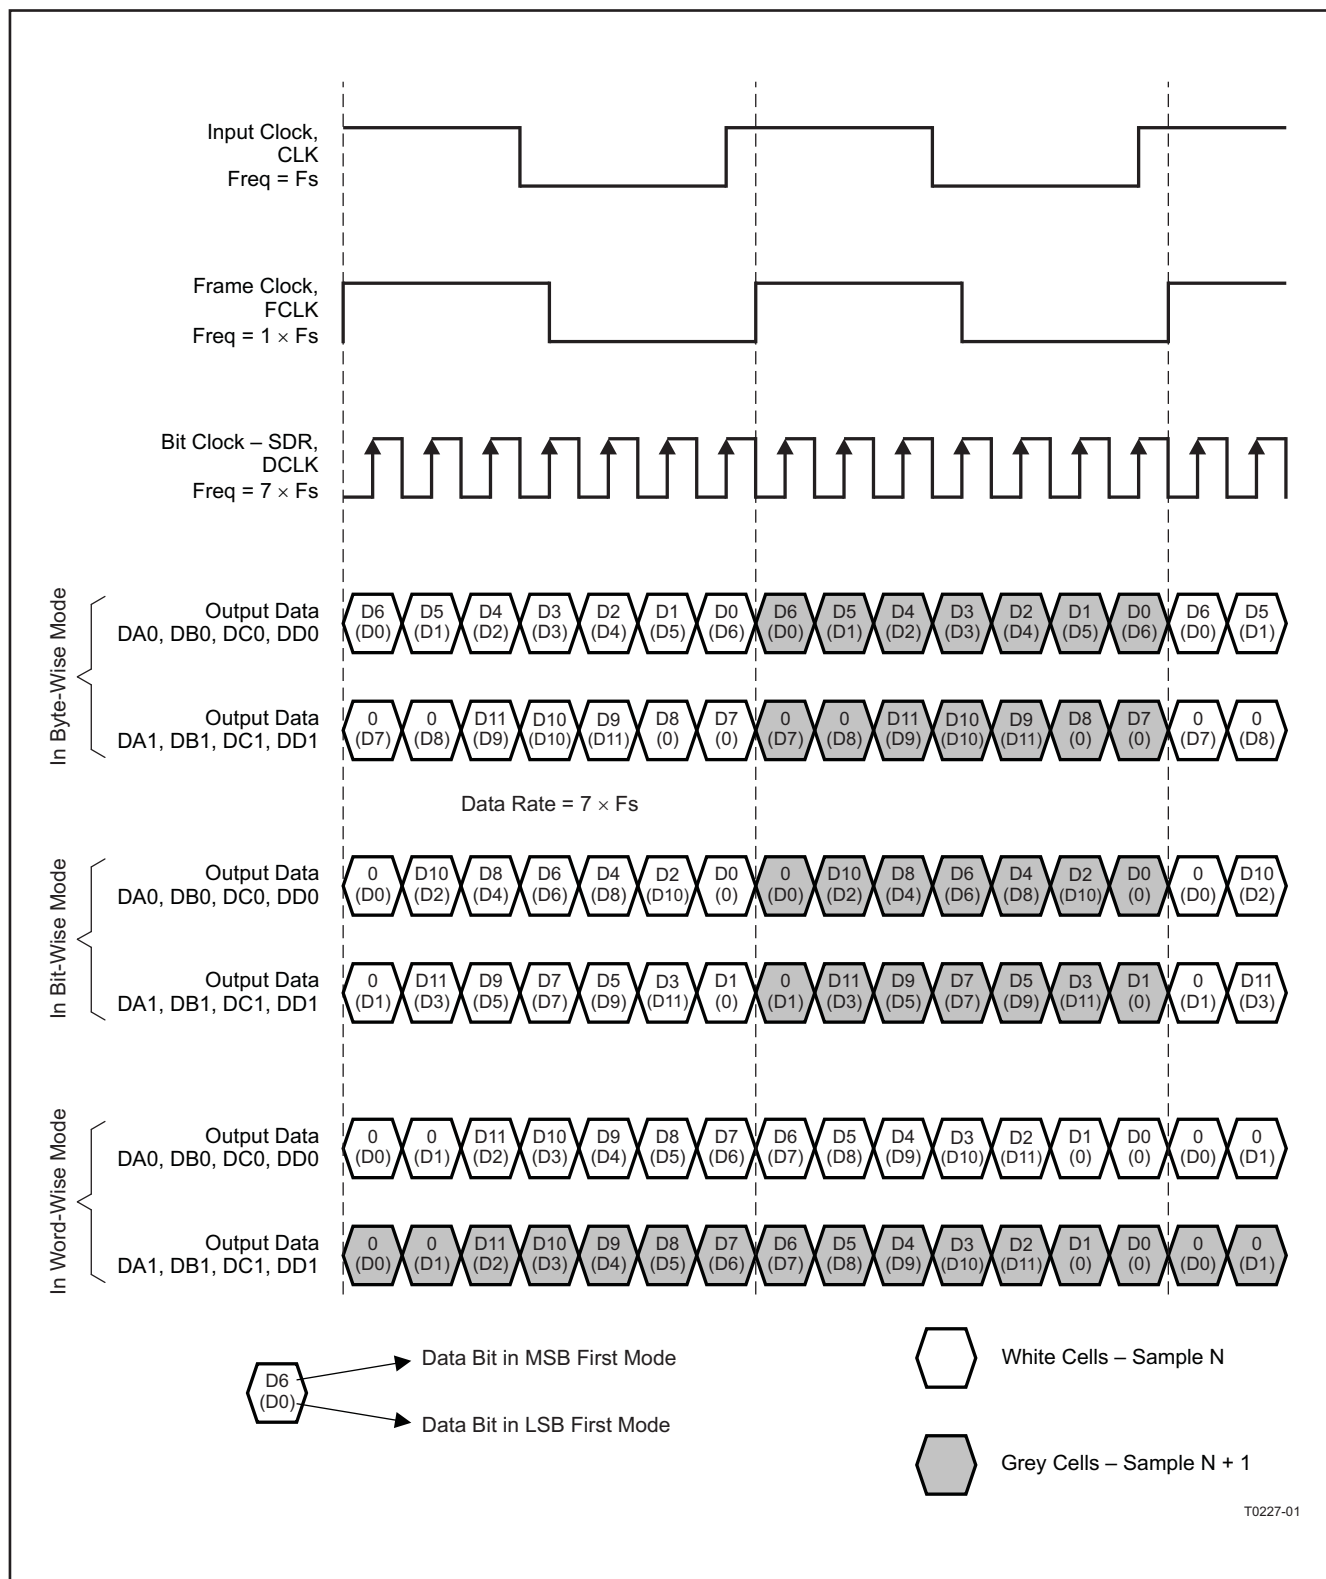 Input Clock,
CLK
Freq = Fs
Frame Clock,
FCLK
Freq = 1 × Fs
Bit Clock – SDR,
DCLK
Freq = 7 × Fs
In Byte-Wise Mode
Output Data
DA0, DB0, DC0, DD0
D6 D5 D4 D3 D2 D1 D0 D6 D5 D4 D3 D2 D1 D0 D6 D5
(D0) (D1) (D2) (D3) (D4) (D5) (D6) (D0) (D1) (D2) (D3) (D4) (D5) (D6) (D0) (D1)
Output Data
DA1, DB1, DC1, DD1
0 0 D11 D10 D9 D8 D7 0 0 D11 D10 D9 D8 D7 0 0
(D7) (D8) (D9) (D10) (D11) (0) (0) (D7) (D8) (D9) (D10) (D11) (0) (0) (D7) (D8)
Data Rate = 7 × Fs
In Bit-Wise Mode
Output Data
DA0, DB0, DC0, DD0
0 D10 D8 D6 D4 D2 D0 0 D10 D8 D6 D4 D2 D0 0 D10
(D0) (D2) (D4) (D6) (D8) (D10) (0) (D0) (D2) (D4) (D6) (D8) (D10) (0) (D0) (D2)
Output Data
DA1, DB1, DC1, DD1
0 D11 D9 D7 D5 D3 D1 0 D11 D9 D7 D5 D3 D1 0 D11
(D1) (D3) (D5) (D7) (D9) (D11) (0) (D1) (D3) (D5) (D7) (D9) (D11) (0) (D1) (D3)
In Word-Wise Mode
Output Data
DA0, DB0, DC0, DD0
0 0 D11 D10 D9 D8 D7 D6 D5 D4 D3 D2 D1 D0 0 0
(D0) (D1) (D2) (D3) (D4) (D5) (D6) (D7) (D8) (D9) (D10) (D11) (0) (0) (D0) (D1)
Output Data
DA1, DB1, DC1, DD1
0 0 D11 D10 D9 D8 D7 D6 D5 D4 D3 D2 D1 D0 0 0
(D0) (D1) (D2) (D3) (D4) (D5) (D6) (D7) (D8) (D9) (D10) (D11) (0) (0) (D0) (D1)
D6
(D0)
Data Bit in MSB First Mode
Data Bit in LSB First Mode
White Cells – Sample N
Grey Cells – Sample N + 1
T0227-01